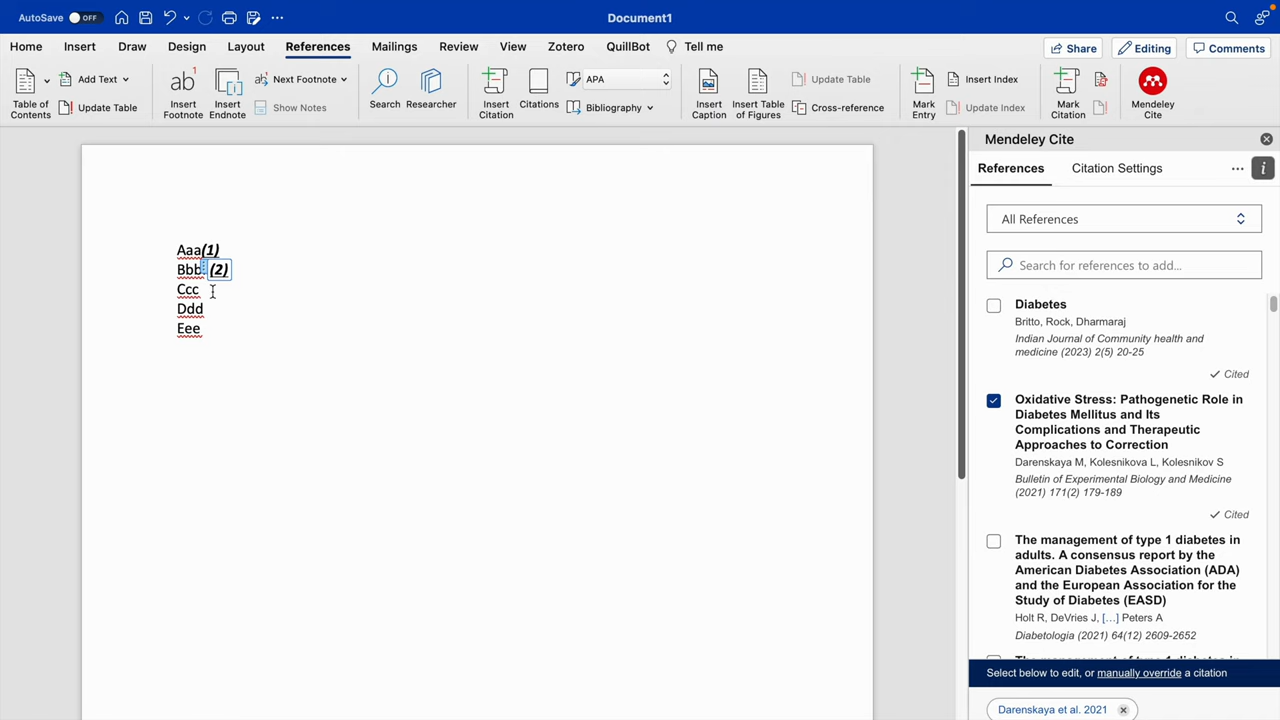 AutoSave OFF Document1
Home Insert Draw Design Layout References Mailings Review View Zotero QuillBot Tell me Share Editing Comments
Table of Contents
Add Text
Update Table
Insert Footnote
Insert Endnote
Next Footnote
Show Notes
Search
Researcher
Insert Citation
Citations
APA
Bibliography
Insert Caption
Insert Table of Figures
Update Table
Cross-reference
Mark Entry
Insert Index
Update Index
Mark Citation
Mendeley Cite
Aaa(1)
Bbb (2)
Ccc
Ddd
Eee
Mendeley Cite
References Citation Settings
All References
Search for references to add...
Diabetes
Britto, Rock, Dharmaraj
Indian Journal of Community health and
medicine (2023) 2(5) 20-25
Cited
Oxidative Stress: Pathogenetic Role in
Diabetes Mellitus and Its
Complications and Therapeutic
Approaches to Correction
Darenskaya M, Kolesnikova L, Kolesnikov S
Bulletin of Experimental Biology and Medicine
(2021) 171(2) 179-189
Cited
The management of type 1 diabetes in
adults. A consensus report by the
American Diabetes Association (ADA)
and the European Association for the
Study of Diabetes (EASD)
Holt R, DeVries J, [...] Peters A
Diabetologia (2021) 64(12) 2609-2652
Select below to edit, or manually override a citation
Darenskaya et al. 2021